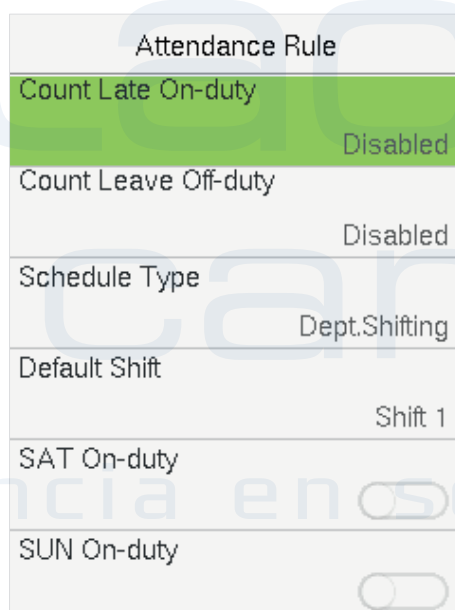 Attendance Rule
Count Late On-duty
Disabled
Count Leave Off-duty
Disabled
Schedule Type
Dept.Shifting
Default Shift
Shift 1
SAT On-duty
SUN On-duty